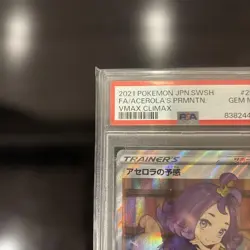 2021 POKEMON JPN.SWSH #2
FA/ACEROLA'S PRMNTN. GEM M
VMAX CLIMAX
PSA 838244
TRAINER'S
アセロラの予感